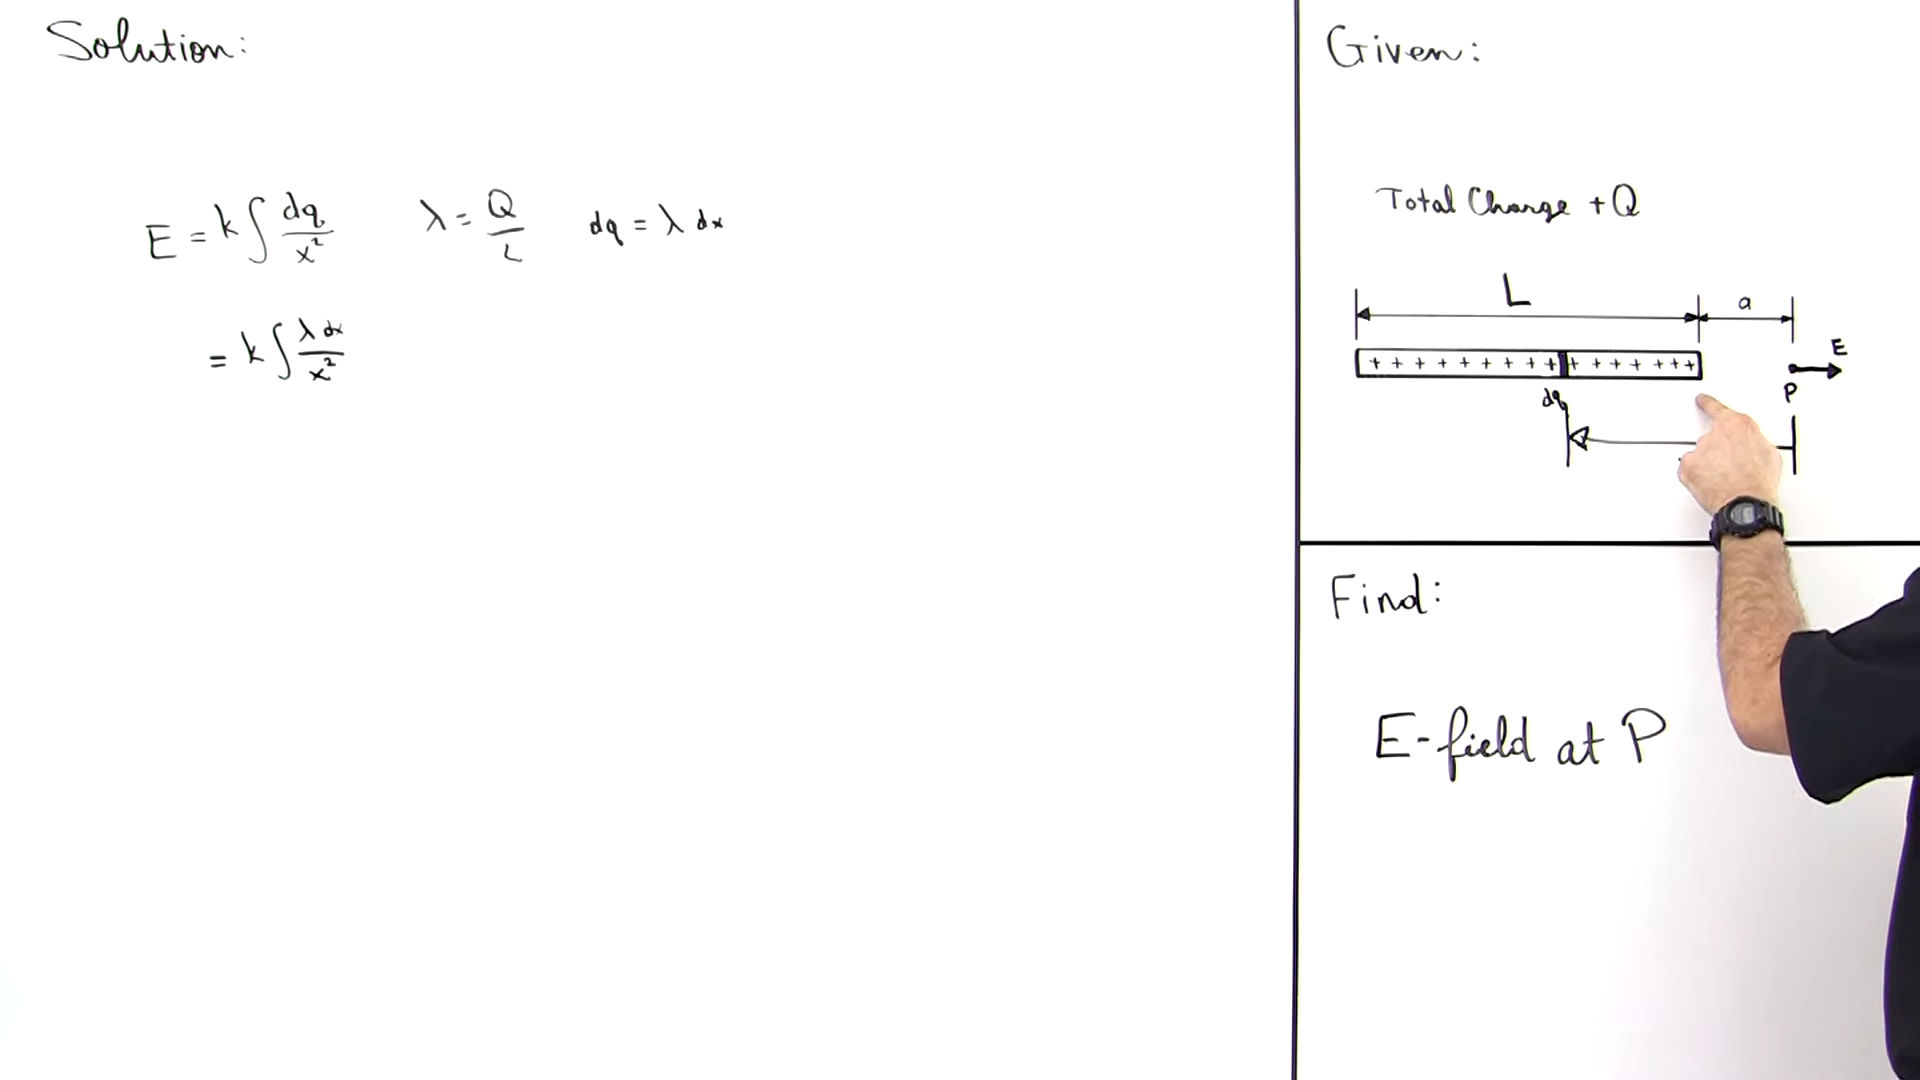 Solution:
E = k ∫ dq/x²   λ = Q/L   dq = λ dx
= k ∫ λ dx/x²
Given:
Total Charge + Q
L
a
+ + + + + + + + + + + + + + + +
E
P
dq
Find:
E-field at P